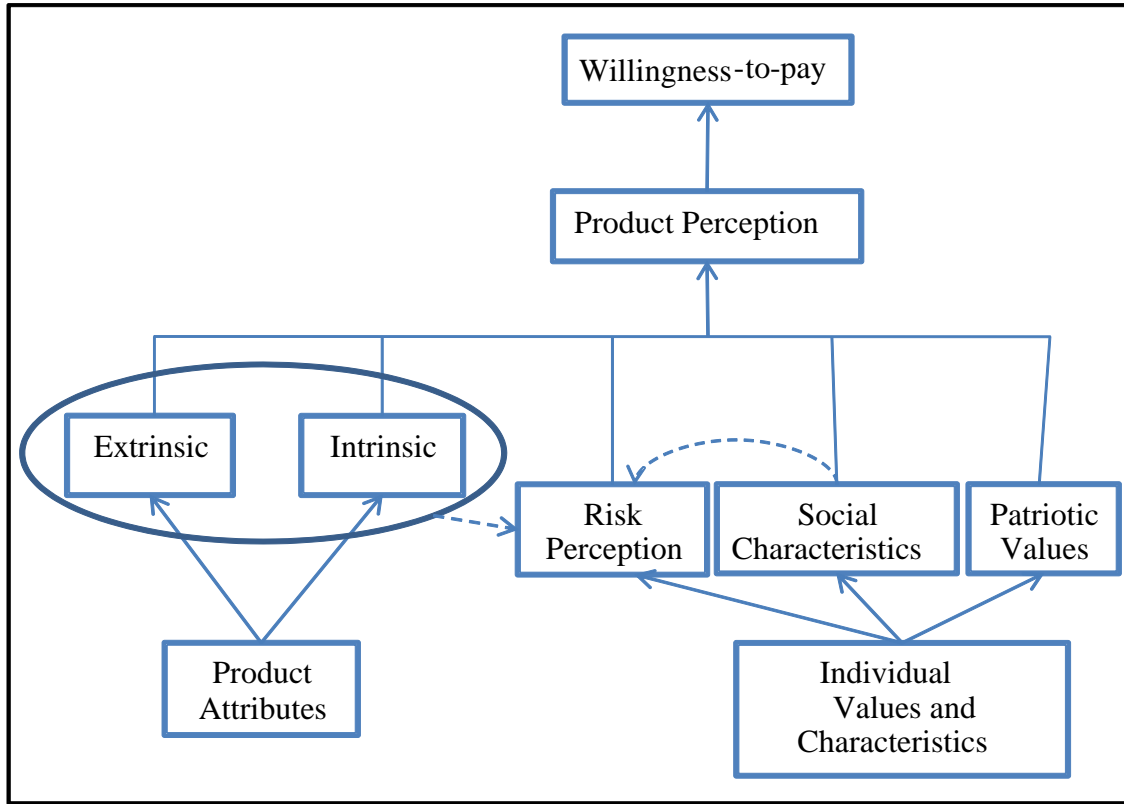 Willingness-to-pay
Product Perception
Extrinsic
Intrinsic
Risk
Perception
Social
Characteristics
Patriotic
Values
Product
Attributes
Individual
Values and
Characteristics